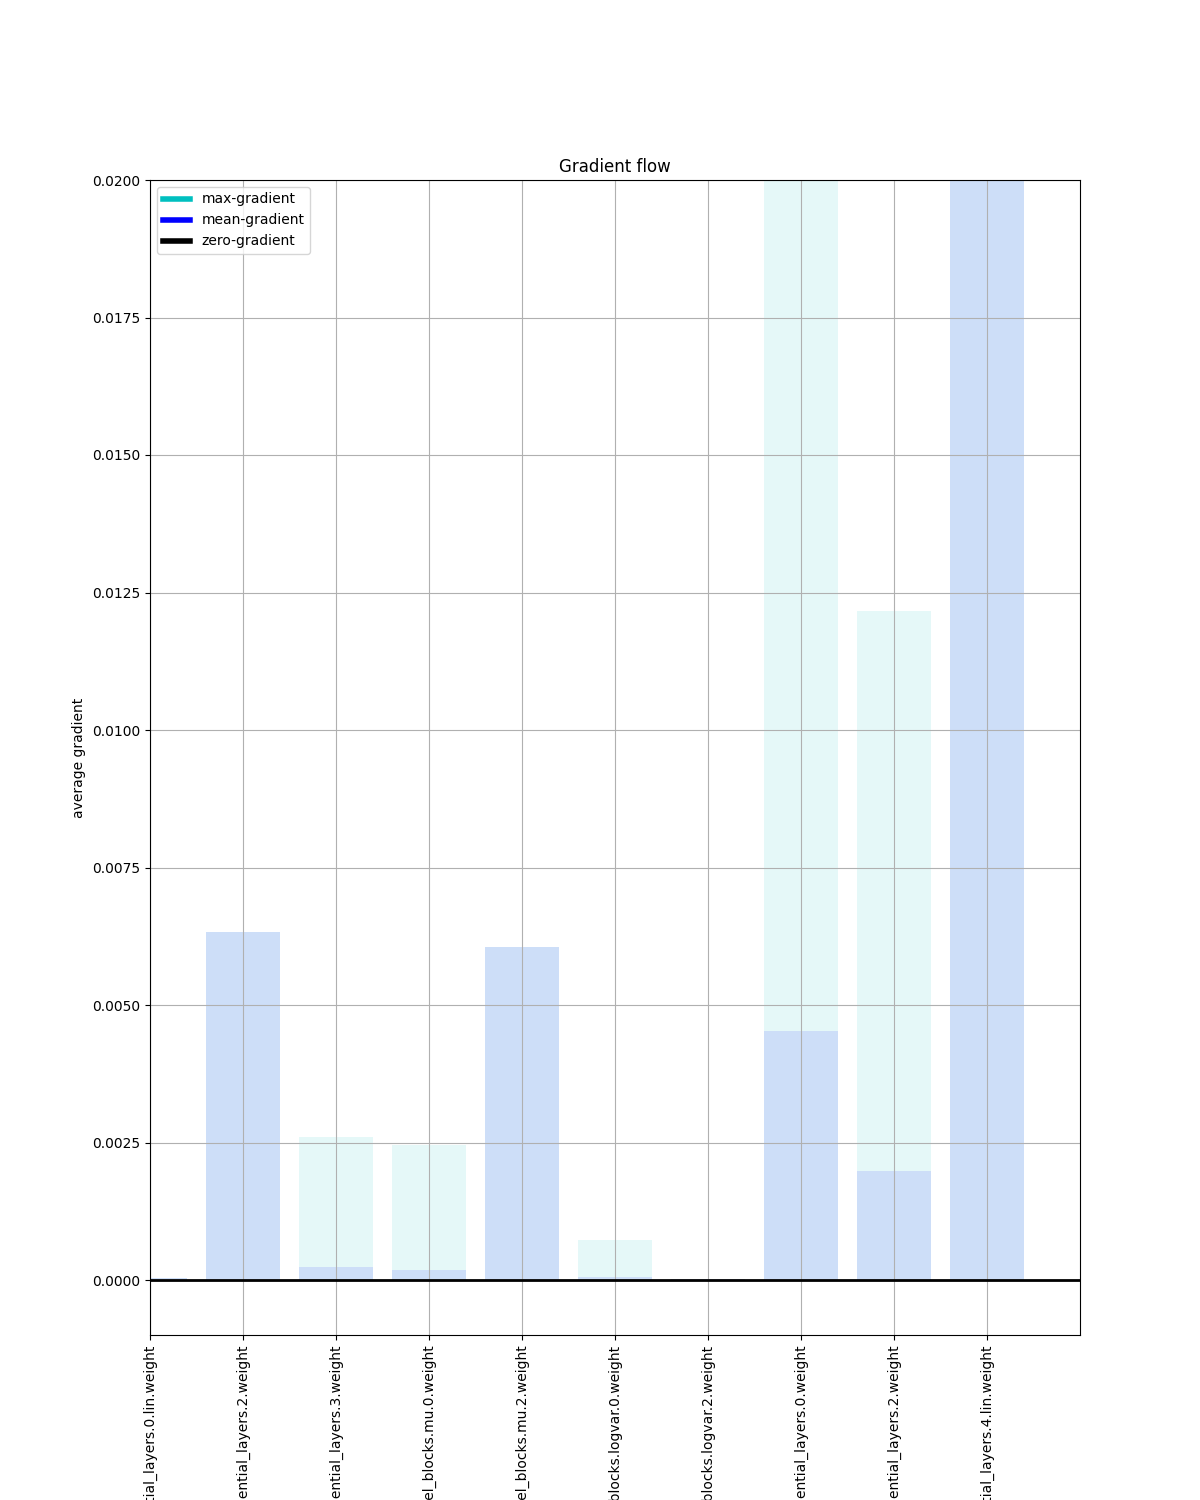 Gradient flow
max-gradient
mean-gradient
zero-gradient
0.0200
0.0175
0.0150
0.0125
0.0100
0.0075
0.0050
0.0025
0.0000
average gradient
tial_layers.0.lin.weight
ential_layers.2.weight
ential_layers.3.weight
el_blocks.mu.0.weight
el_blocks.mu.2.weight
blocks.logvar.0.weight
blocks.logvar.2.weight
ential_layers.0.weight
ential_layers.2.weight
tial_layers.4.lin.weight